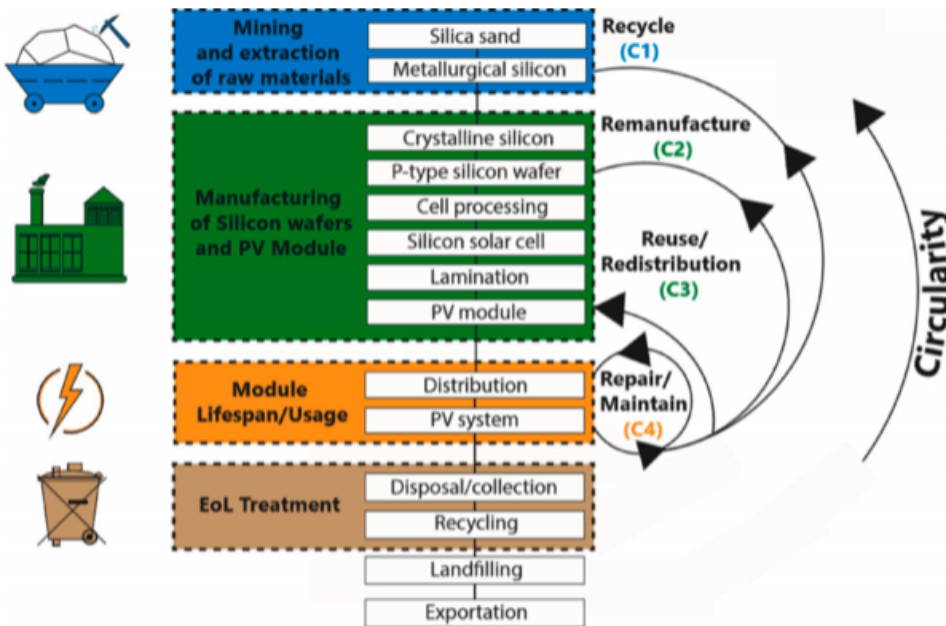 Mining
and extraction
of raw materials
Silica sand
Metallurgical silicon
Recycle
(C1)
Manufacturing
of Silicon wafers
and PV Module
Crystalline silicon
P-type silicon wafer
Cell processing
Silicon solar cell
Lamination
PV module
Remanufacture
(C2)
Reuse/
Redistribution
(C3)
Circularity
Module
Lifespan/Usage
Distribution
PV system
Repair/
Maintain
(C4)
EoL Treatment
Disposal/collection
Recycling
Landfilling
Exportation